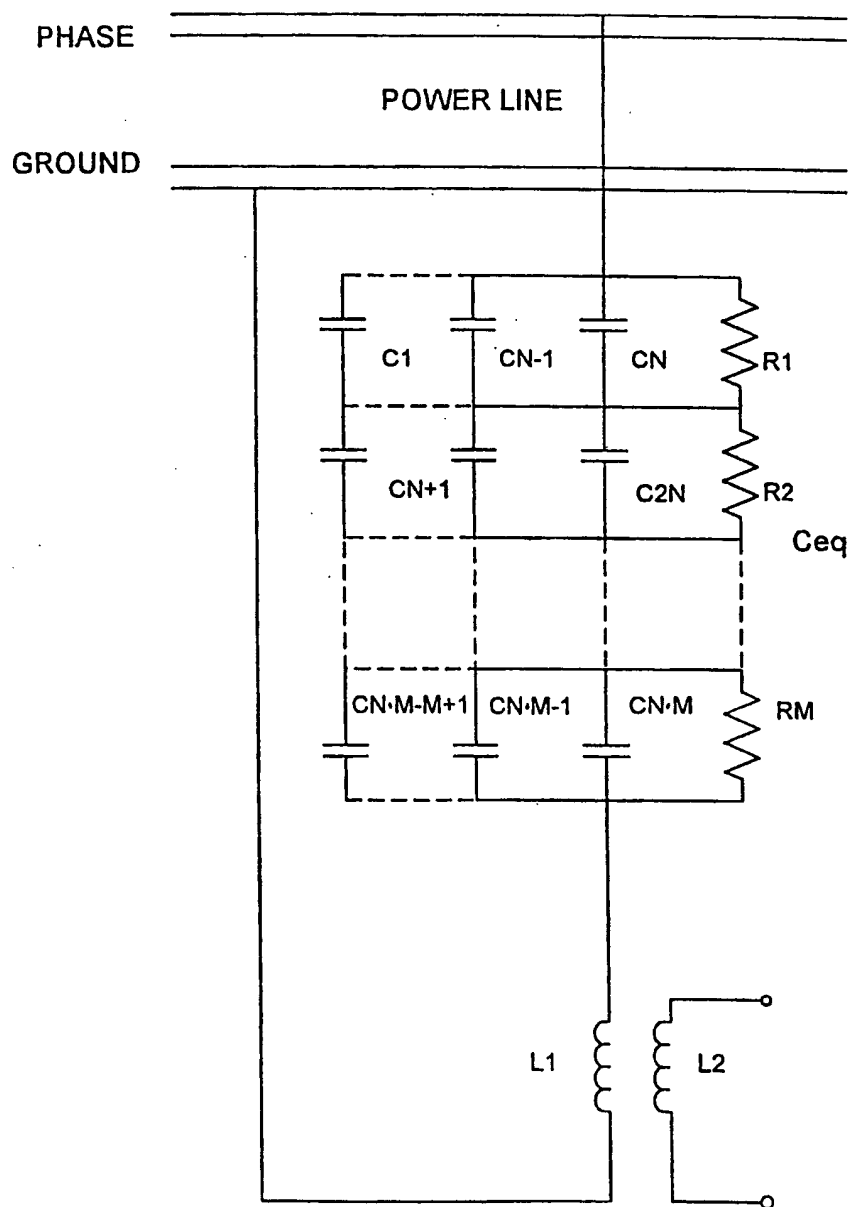 PHASE
POWER LINE
GROUND
C1 CN-1 CN R1
CN+1 C2N R2
Ceq
CN•M-M+1 CN•M-1 CN•M RM
L1 L2